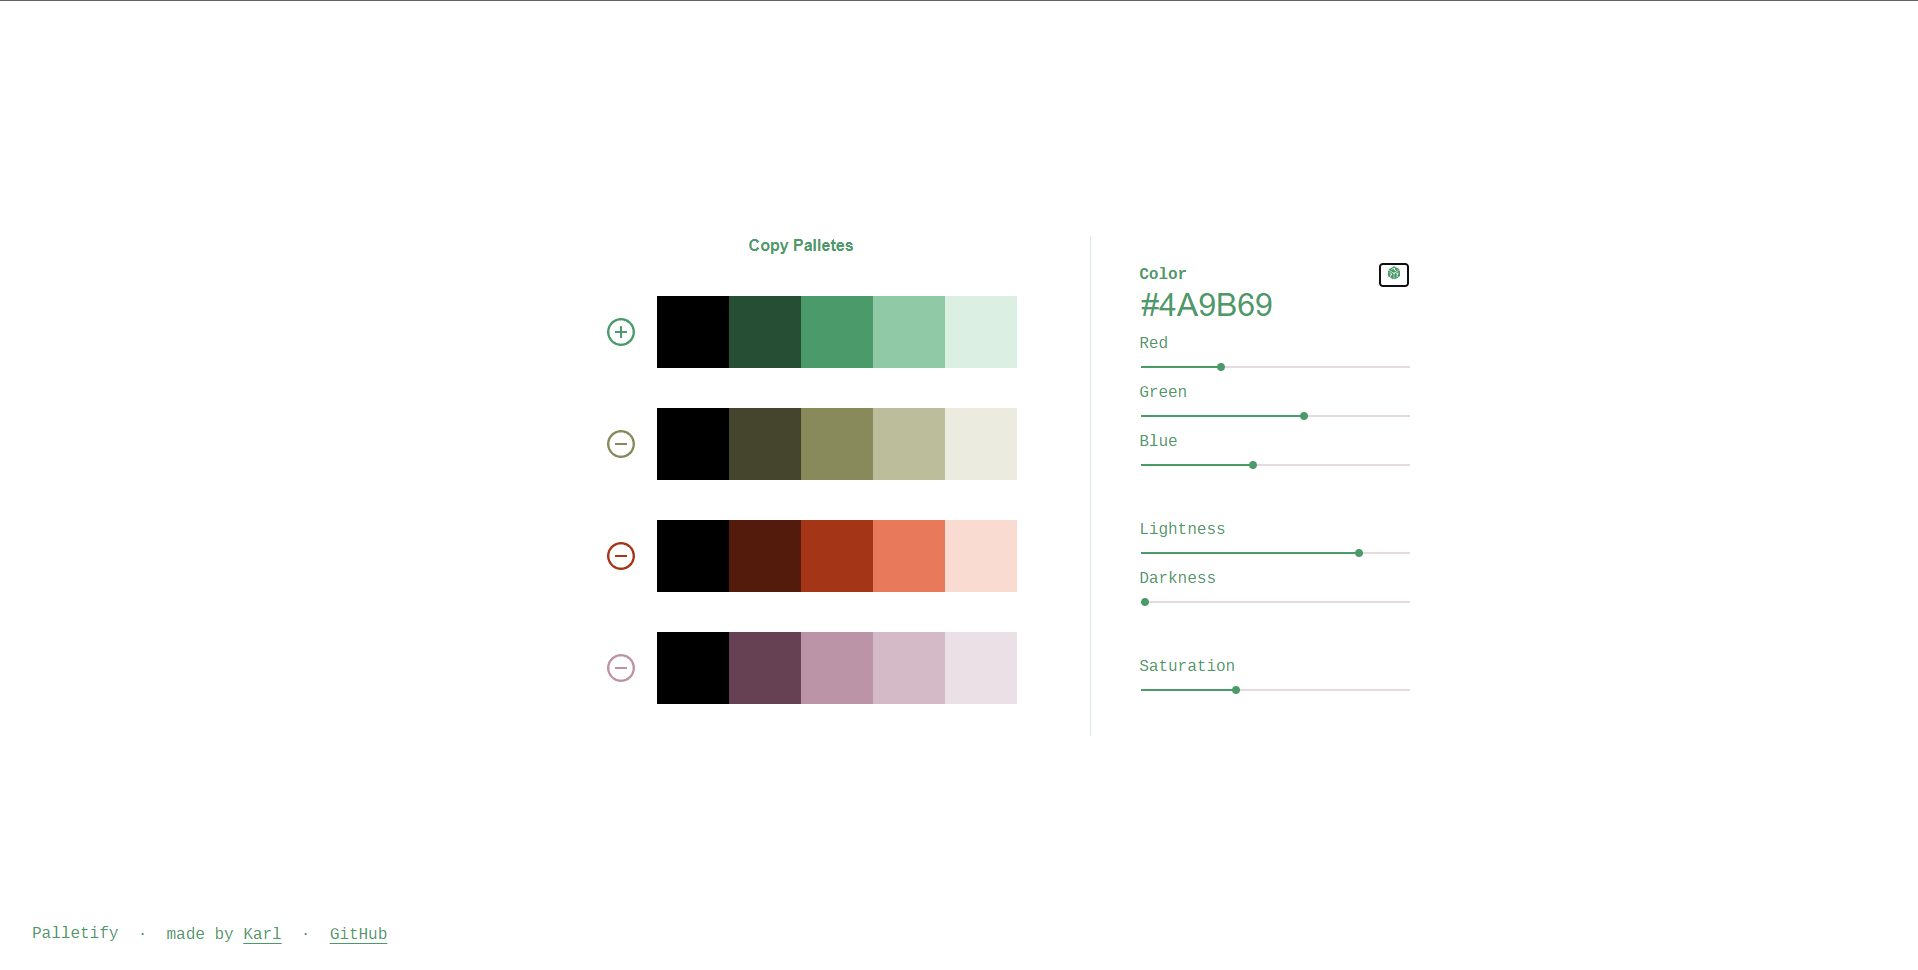 Copy Palletes
Color
#4A9B69
Red
Green
Blue
Lightness
Darkness
Saturation
Palletify · made by Karl · GitHub